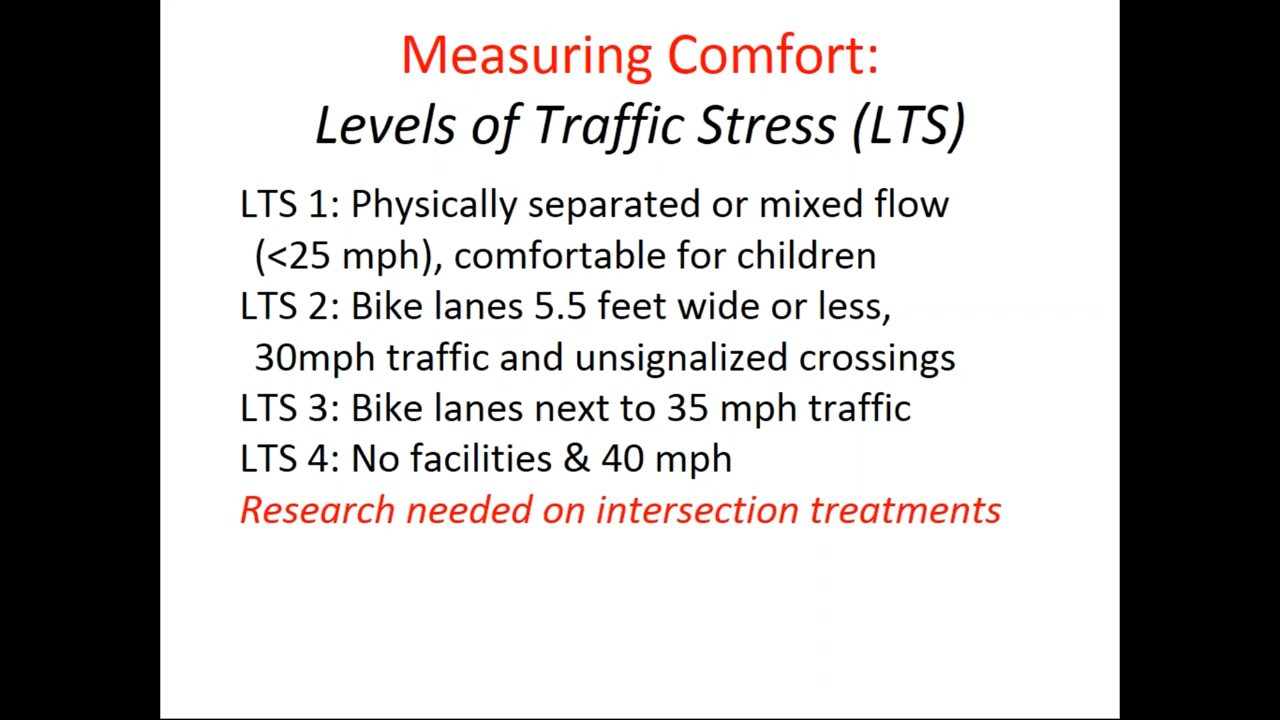 Measuring Comfort:
Levels of Traffic Stress (LTS)
LTS 1: Physically separated or mixed flow
(<25 mph), comfortable for children
LTS 2: Bike lanes 5.5 feet wide or less,
30mph traffic and unsignalized crossings
LTS 3: Bike lanes next to 35 mph traffic
LTS 4: No facilities & 40 mph
Research needed on intersection treatments